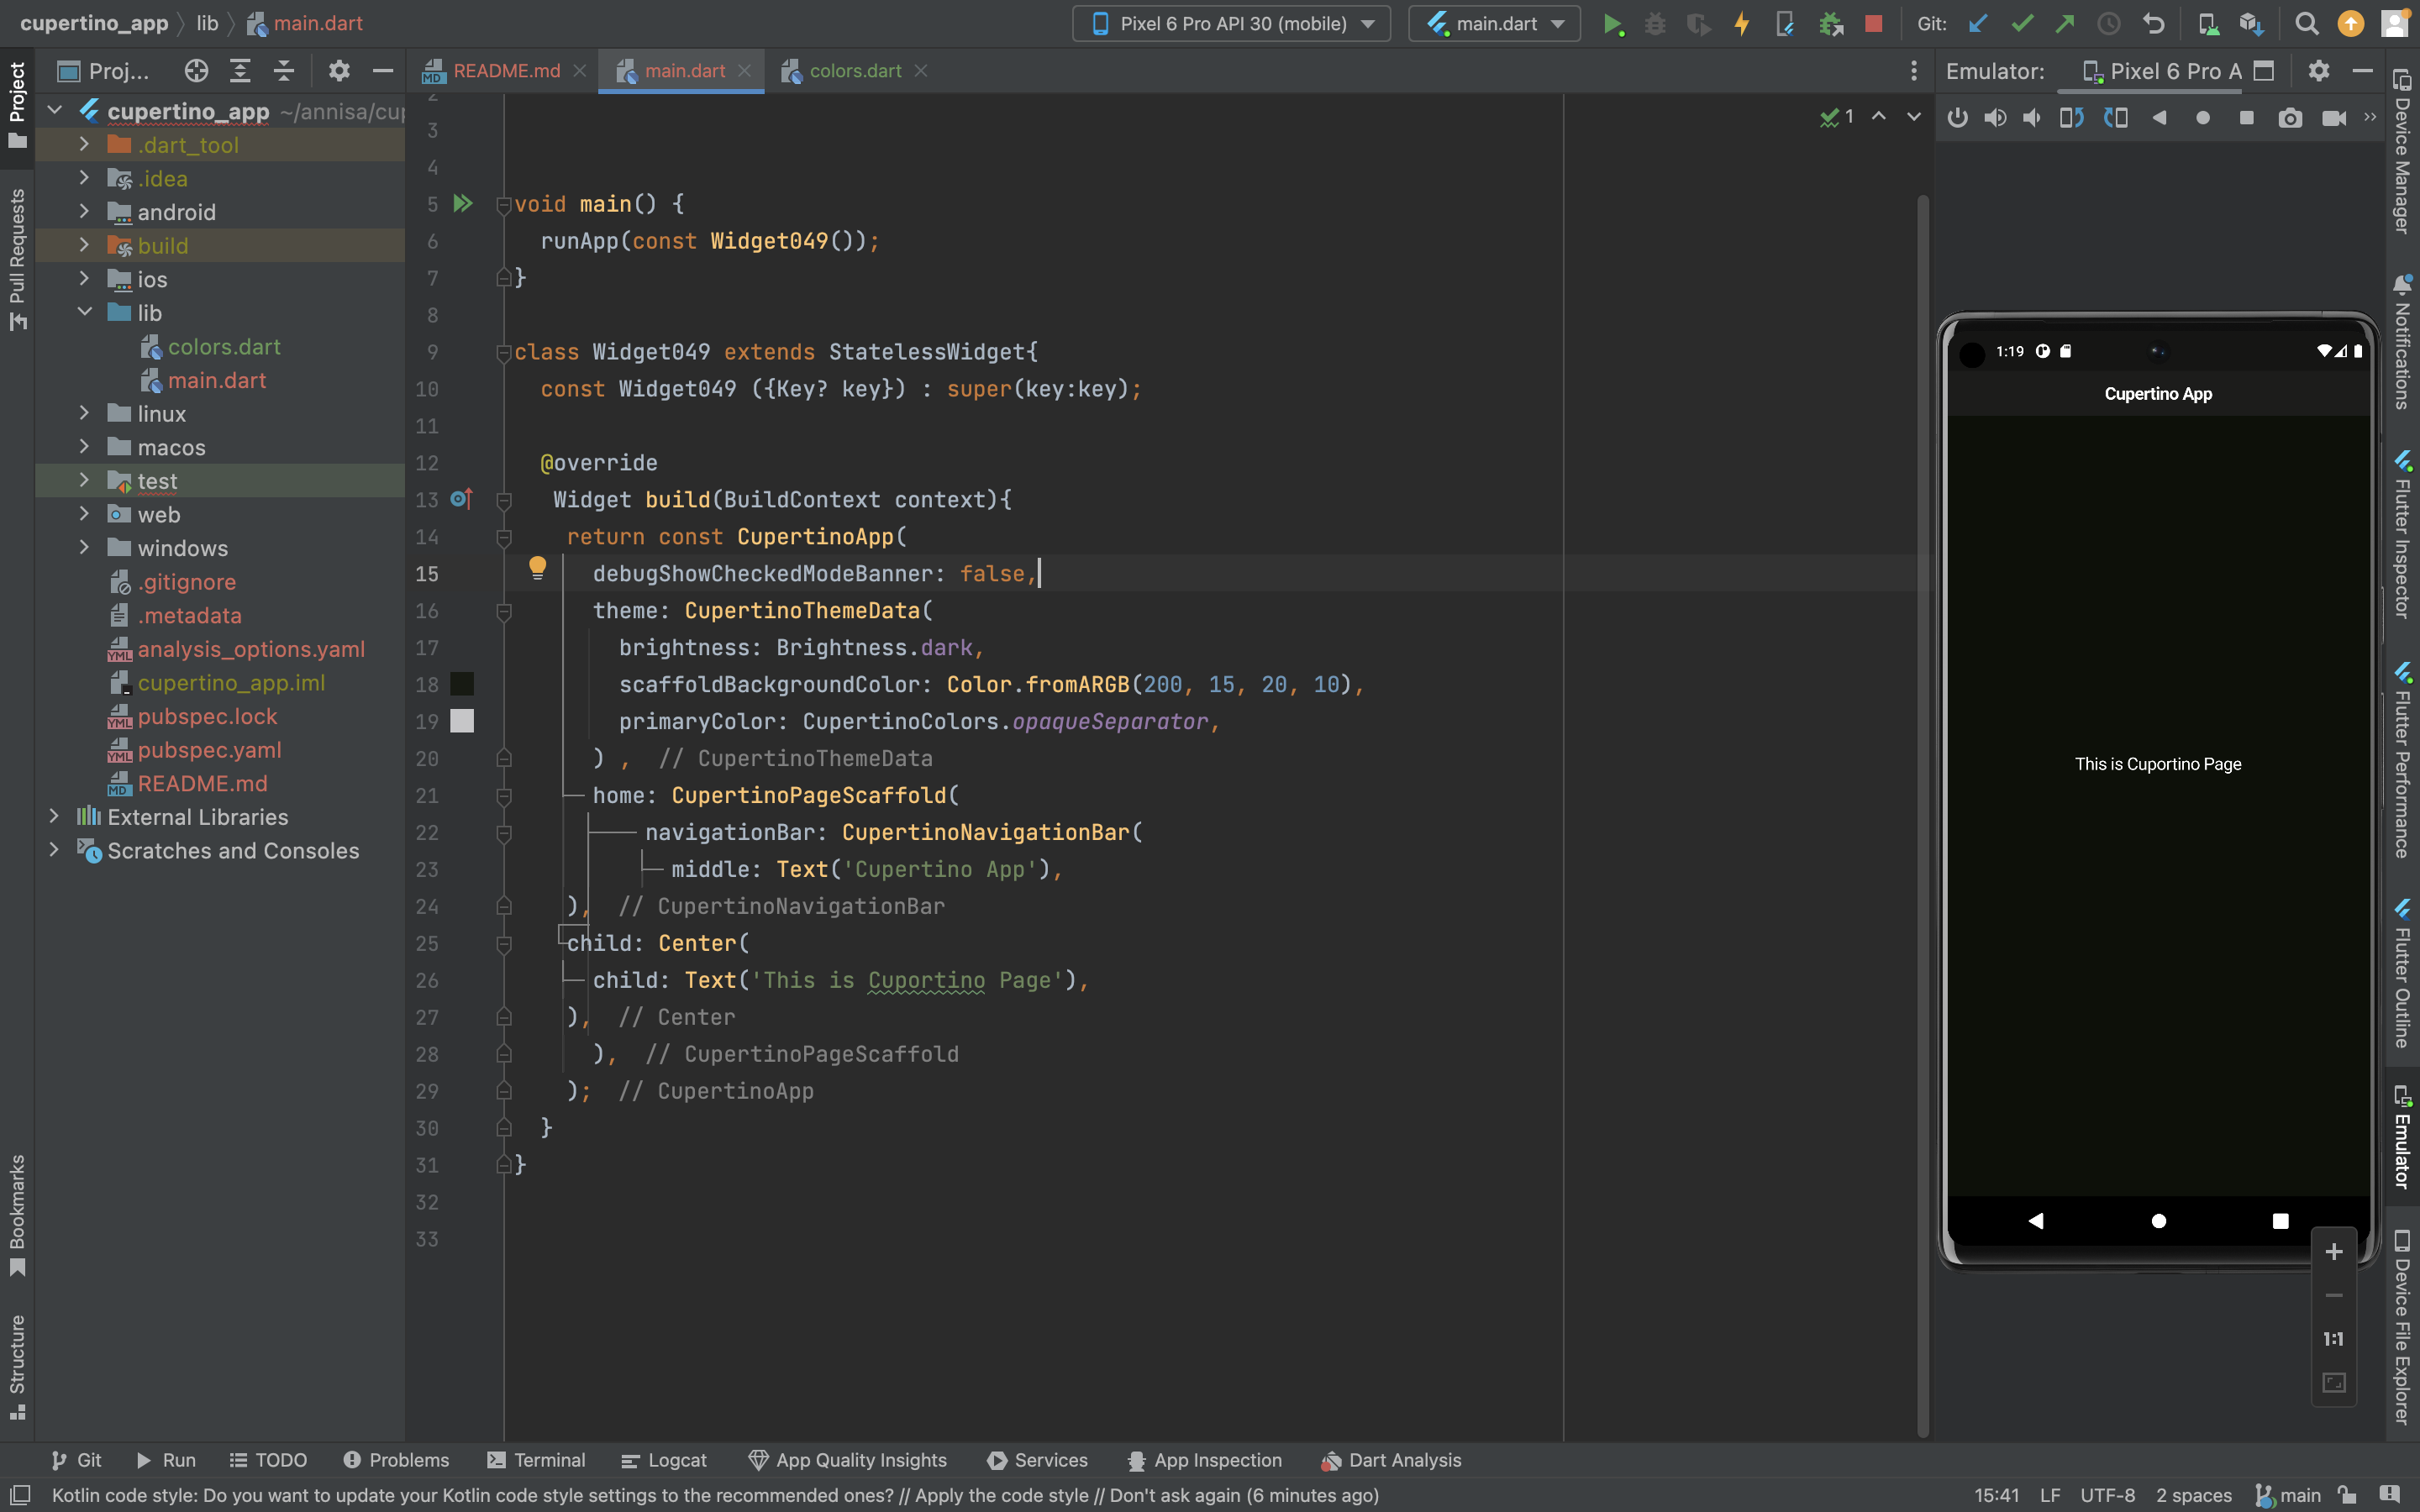 cupertino_app lib main.dart
Pixel 6 Pro API 30 (mobile) main.dart Git:
Proj... README.md main.dart colors.dart
Emulator: Pixel 6 Pro A
Project
Pull Requests
Bookmarks
Structure
cupertino_app ~/annisa/cup
.dart_tool
.idea
android
build
ios
lib
colors.dart
main.dart
linux
macos
test
web
windows
.gitignore
.metadata
analysis_options.yaml
cupertino_app.iml
pubspec.lock
pubspec.yaml
README.md
External Libraries
Scratches and Consoles
1
2
3
4
5 void main() {
6 runApp(const Widget049());
7 }
8
9 class Widget049 extends StatelessWidget{
10 const Widget049 ({Key? key}) : super(key:key);
11
12 @override
13 Widget build(BuildContext context){
14 return const CupertinoApp(
15 debugShowCheckedModeBanner: false,
16 theme: CupertinoThemeData(
17 brightness: Brightness.dark,
18 scaffoldBackgroundColor: Color.fromARGB(200, 15, 20, 10),
19 primaryColor: CupertinoColors.opaqueSeparator,
20 ) , // CupertinoThemeData
21 home: CupertinoPageScaffold(
22 navigationBar: CupertinoNavigationBar(
23 middle: Text('Cupertino App'),
24 ), // CupertinoNavigationBar
25 child: Center(
26 child: Text('This is Cuportino Page'),
27 ), // Center
28 ), // CupertinoPageScaffold
29 ); // CupertinoApp
30 }
31 }
32
33
1:19
Cupertino App
This is Cuportino Page
1:1
Device Manager
Notifications
Flutter Inspector
Flutter Performance
Flutter Outline
Emulator
Device File Explorer
Git Run TODO Problems Terminal Logcat App Quality Insights Services App Inspection Dart Analysis
Kotlin code style: Do you want to update your Kotlin code style settings to the recommended ones? // Apply the code style // Don't ask again (6 minutes ago)
15:41 LF UTF-8 2 spaces main